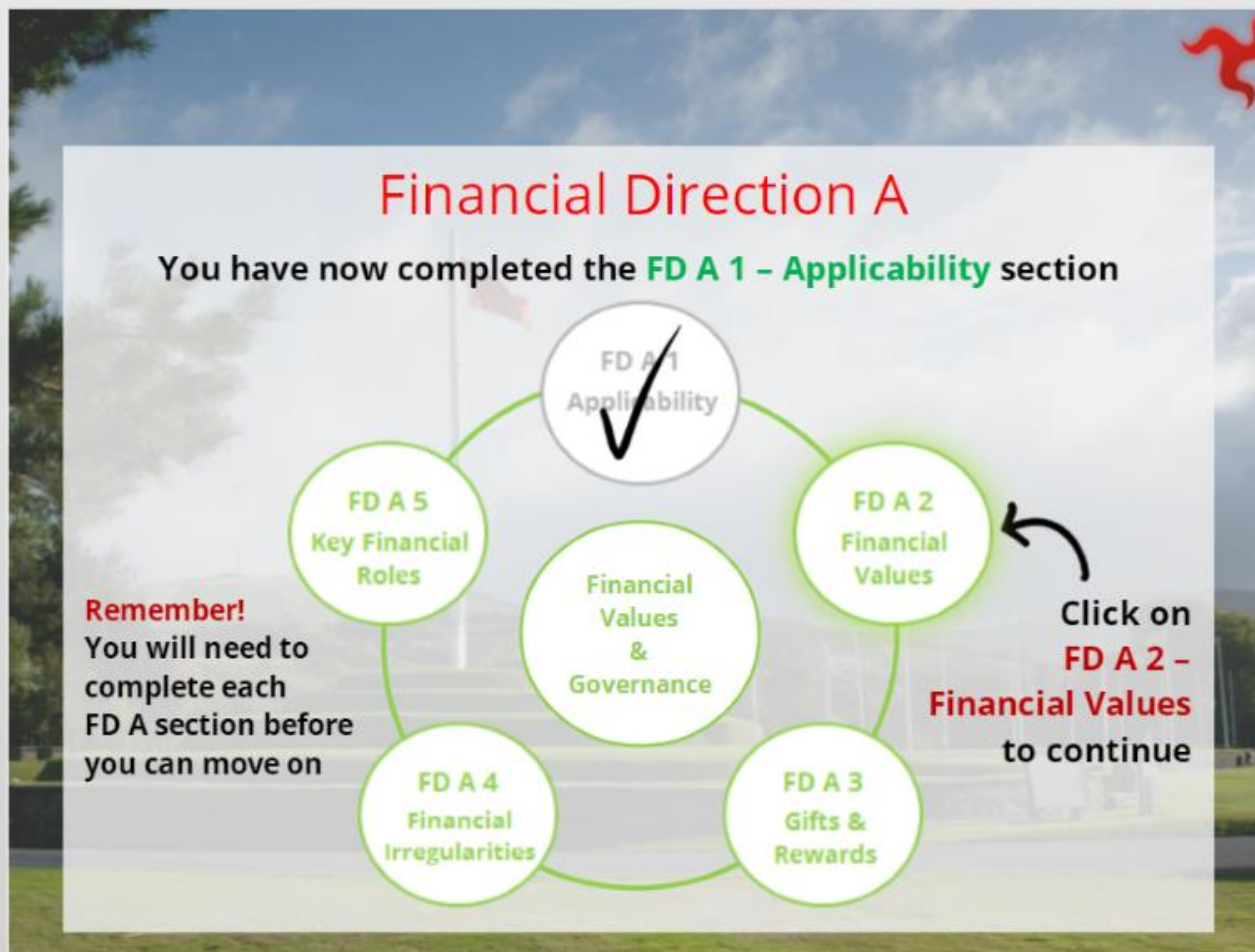 Financial Direction A
You have now completed the FD A 1 – Applicability section
FD A 1
Applicability
FD A 5
Key Financial
Roles
FD A 2
Financial
Values
Financial
Values
&
Governance
Remember!
You will need to
complete each
FD A section before
you can move on
Click on
FD A 2 –
Financial Values
to continue
FD A 4
Financial
Irregularities
FD A 3
Gifts &
Rewards